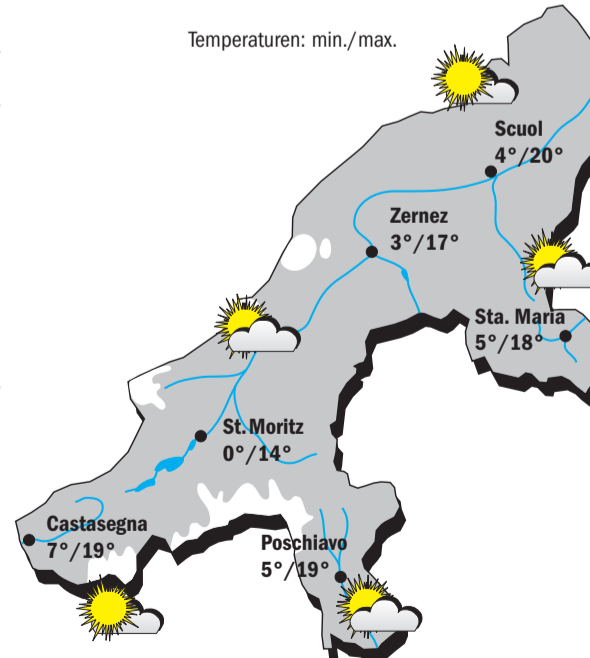 Temperaturen: min./max.
Scuol
4°/20°
Zernez
3°/17°
Sta. Maria
5°/18°
St. Moritz
0°/14°
Castasegna
7°/19°
Poschiavo
5°/19°